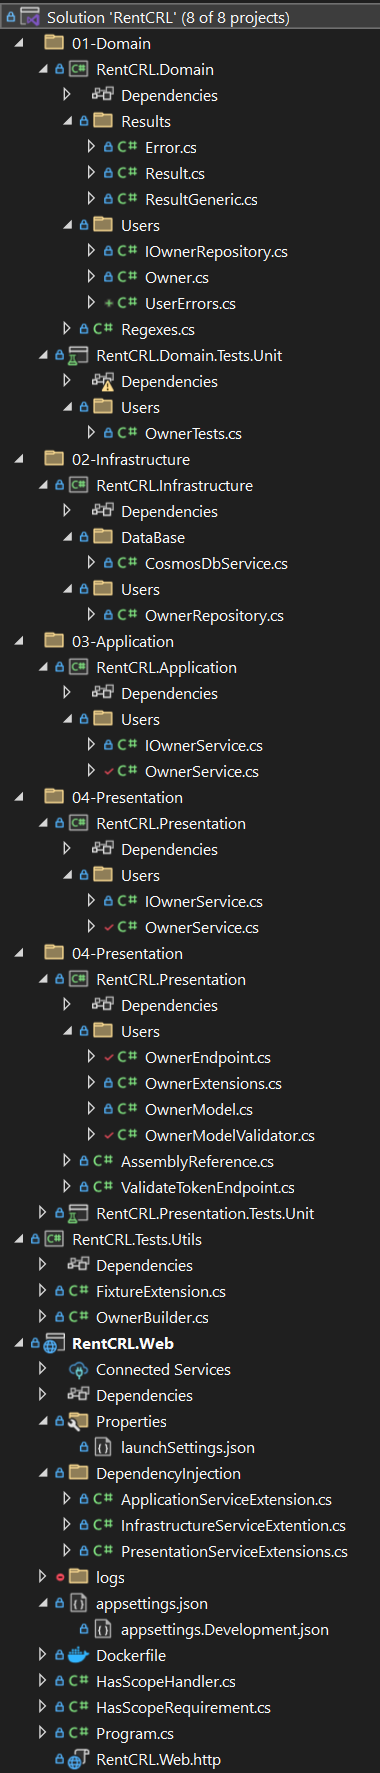 Solution 'RentCRL' (8 of 8 projects)
01-Domain
C# RentCRL.Domain
Dependencies
Results
C# Error.cs
C# Result.cs
C# ResultGeneric.cs
Users
C# IOwnerRepository.cs
C# Owner.cs
C# UserErrors.cs
C# Regexes.cs
RentCRL.Domain.Tests.Unit
Dependencies
Users
C# OwnerTests.cs
02-Infrastructure
C# RentCRL.Infrastructure
Dependencies
DataBase
C# CosmosDbService.cs
Users
C# OwnerRepository.cs
03-Application
C# RentCRL.Application
Dependencies
Users
C# IOwnerService.cs
C# OwnerService.cs
04-Presentation
C# RentCRL.Presentation
Dependencies
Users
C# IOwnerService.cs
C# OwnerService.cs
04-Presentation
C# RentCRL.Presentation
Dependencies
Users
C# OwnerEndpoint.cs
C# OwnerExtensions.cs
C# OwnerModel.cs
C# OwnerModelValidator.cs
C# AssemblyReference.cs
C# ValidateTokenEndpoint.cs
RentCRL.Presentation.Tests.Unit
C# RentCRL.Tests.Utils
Dependencies
C# FixtureExtension.cs
C# OwnerBuilder.cs
RentCRL.Web
Connected Services
Dependencies
Properties
launchSettings.json
DependencyInjection
C# ApplicationServiceExtension.cs
C# InfrastructureServiceExtention.cs
C# PresentationServiceExtensions.cs
logs
appsettings.json
appsettings.Development.json
Dockerfile
C# HasScopeHandler.cs
C# HasScopeRequirement.cs
C# Program.cs
RentCRL.Web.http